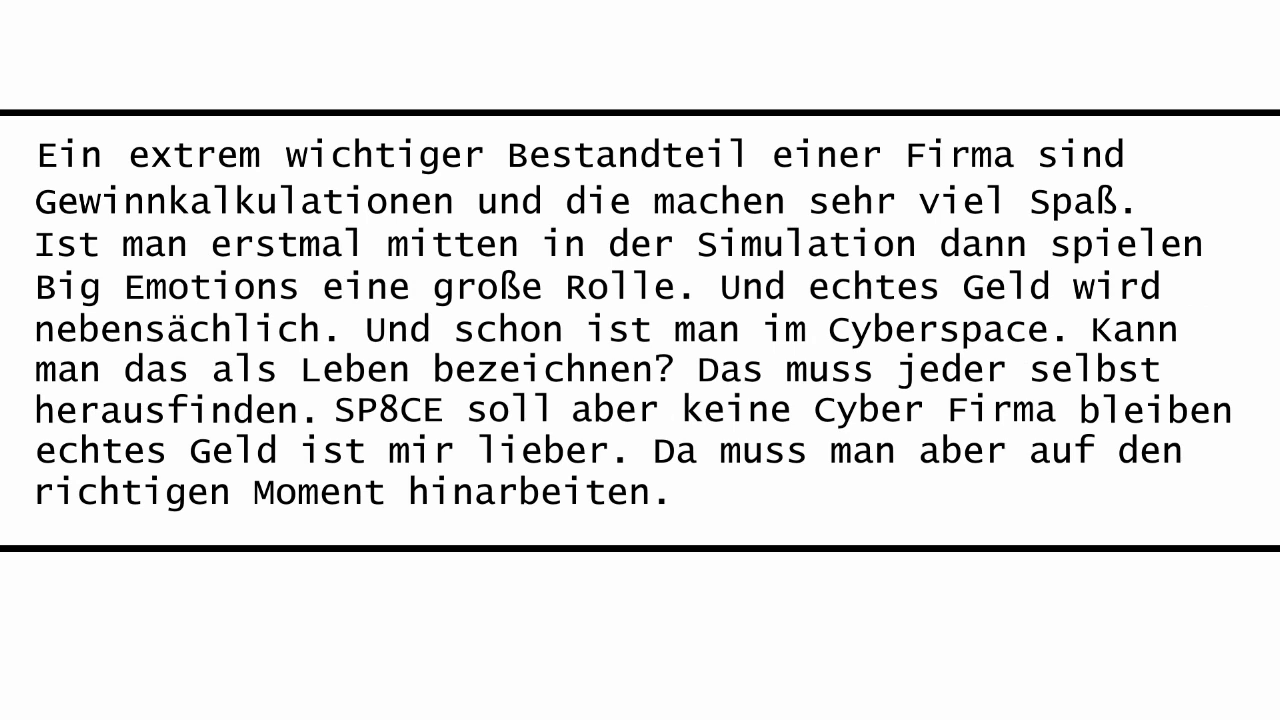 Ein extrem wichtiger Bestandteil einer Firma sind
Gewinnkalkulationen und die machen sehr viel Spaß.
Ist man erstmal mitten in der Simulation dann spielen
Big Emotions eine große Rolle. Und echtes Geld wird
nebensächlich. Und schon ist man im Cyberspace. Kann
man das als Leben bezeichnen? Das muss jeder selbst
herausfinden. SP8CE soll aber keine Cyber Firma bleiben
echtes Geld ist mir lieber. Da muss man aber auf den
richtigen Moment hinarbeiten.